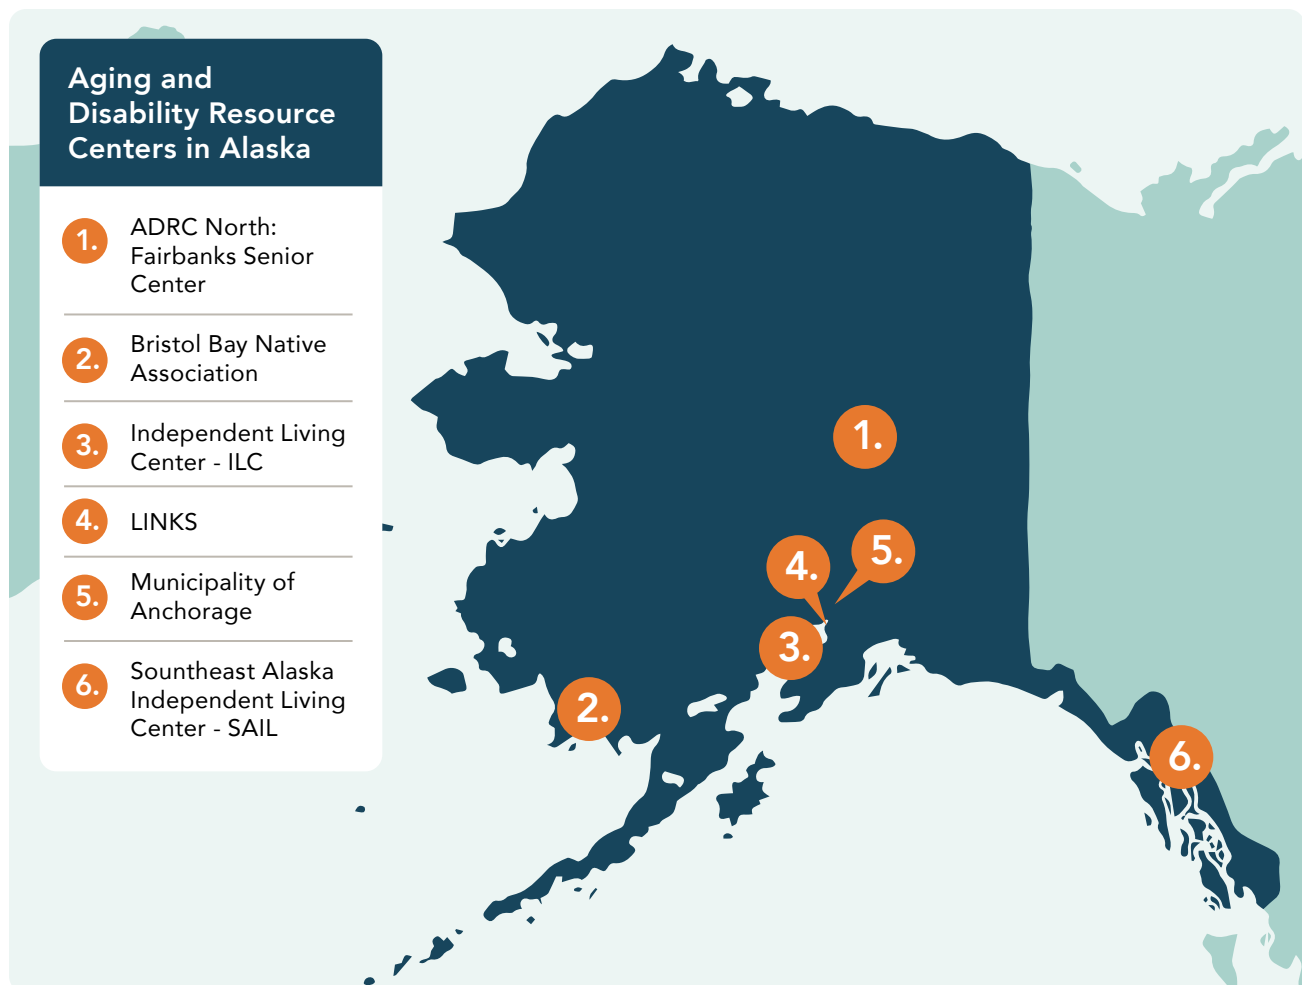 Aging and
Disability Resource
Centers in Alaska
1.
ADRC North:
Fairbanks Senior
Center
2.
Bristol Bay Native
Association
3.
Independent Living
Center - ILC
4.
LINKS
5.
Municipality of
Anchorage
6.
Sountheast Alaska
Independent Living
Center - SAIL
1.
5.
4.
3.
2.
6.